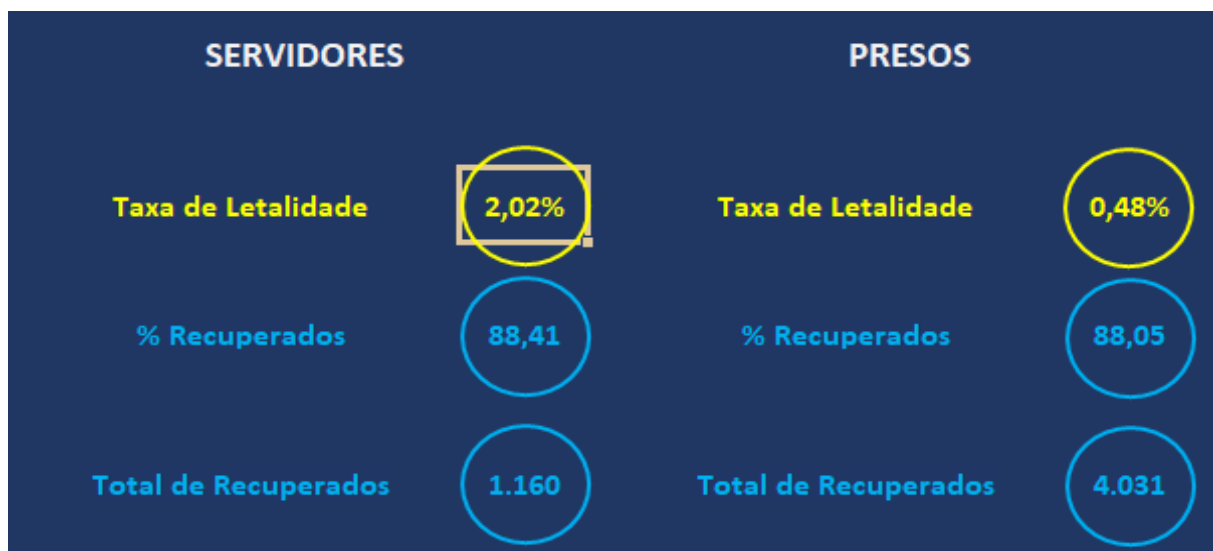 SERVIDORES PRESOS
Taxa de Letalidade 2,02% Taxa de Letalidade 0,48%
% Recuperados 88,41 % Recuperados 88,05
Total de Recuperados 1.160 Total de Recuperados 4.031